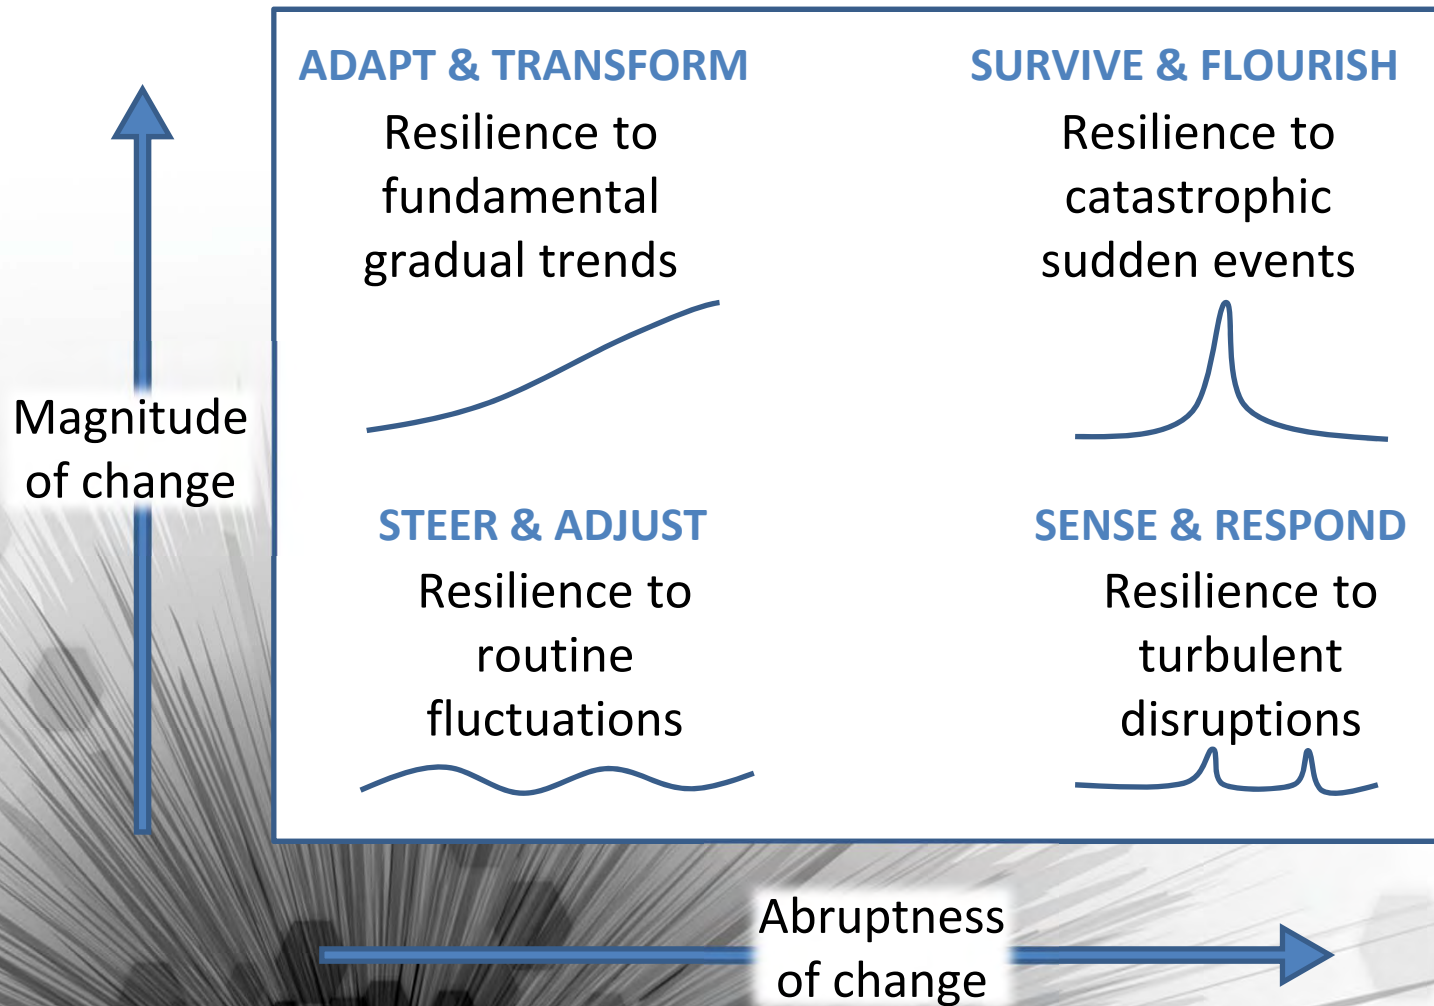 ADAPT & TRANSFORM
Resilience to
fundamental
gradual trends
SURVIVE & FLOURISH
Resilience to
catastrophic
sudden events
Magnitude
of change
STEER & ADJUST
Resilience to
routine
fluctuations
SENSE & RESPOND
Resilience to
turbulent
disruptions
Abruptness
of change